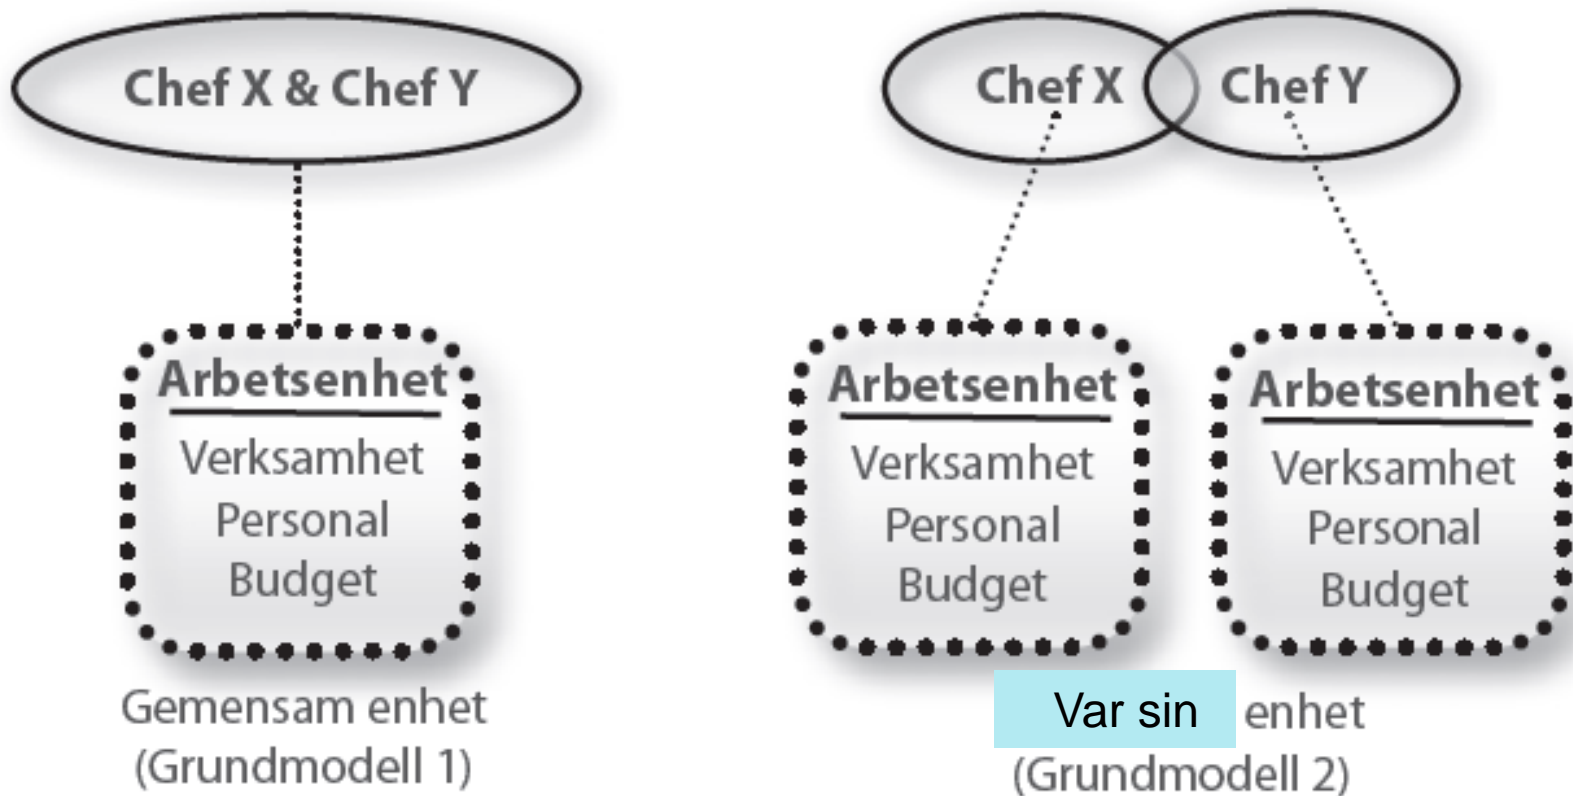 Chef X & Chef Y
Arbetsenhet
Verksamhet
Personal
Budget
Gemensam enhet
(Grundmodell 1)
Chef X
Chef Y
Arbetsenhet
Verksamhet
Personal
Budget
Arbetsenhet
Verksamhet
Personal
Budget
Var sin enhet
(Grundmodell 2)